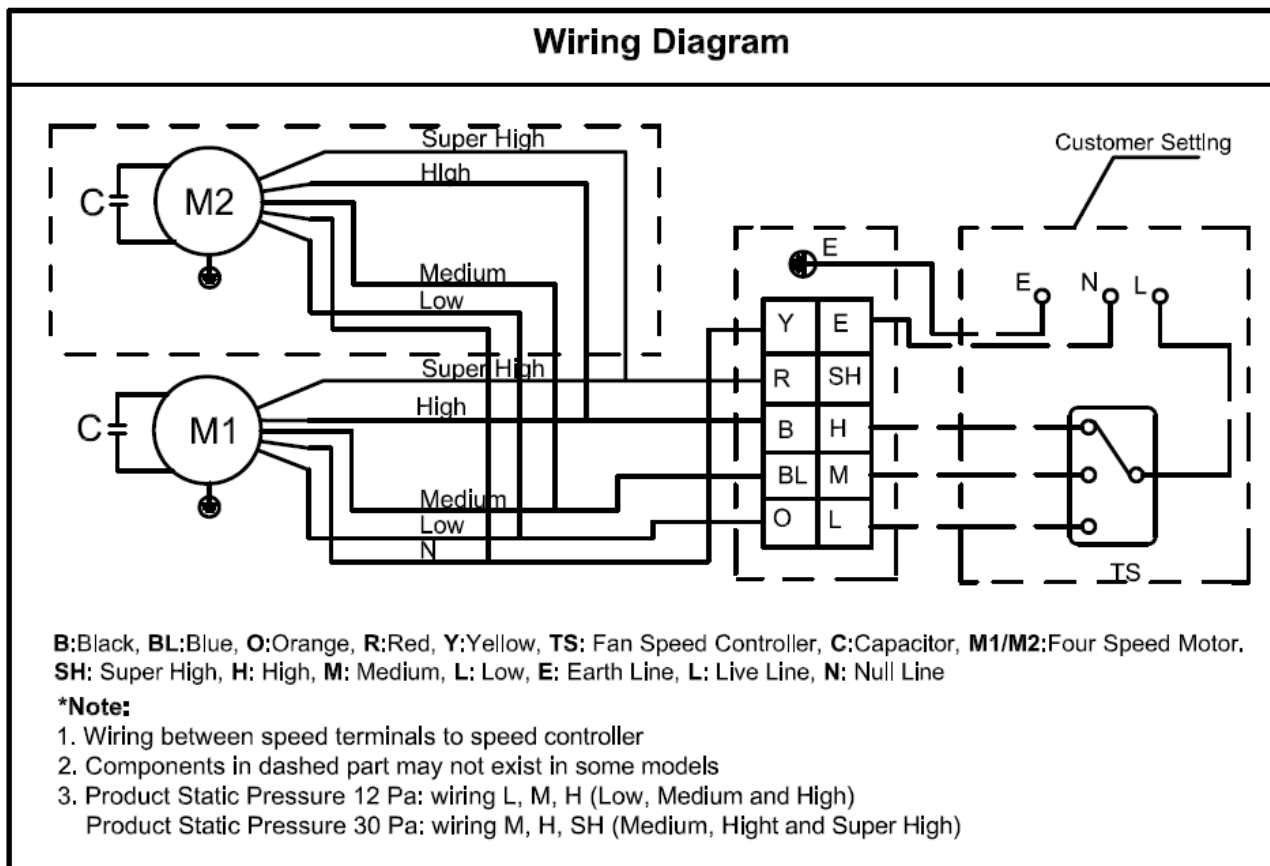 Wiring Diagram
Super High
High
C
M2
Medium
Low
Customer Setting
E
E
N
L
Y
E
Super High
R
SH
High
C
M1
B
H
BL
M
Medium
O
L
Low
N
TS
B:Black, BL:Blue, O:Orange, R:Red, Y:Yellow, TS: Fan Speed Controller, C:Capacitor, M1/M2:Four Speed Motor.
SH: Super High, H: High, M: Medium, L: Low, E: Earth Line, L: Live Line, N: Null Line
*Note:
1. Wiring between speed terminals to speed controller
2. Components in dashed part may not exist in some models
3. Product Static Pressure 12 Pa: wiring L, M, H (Low, Medium and High)
Product Static Pressure 30 Pa: wiring M, H, SH (Medium, Hight and Super High)